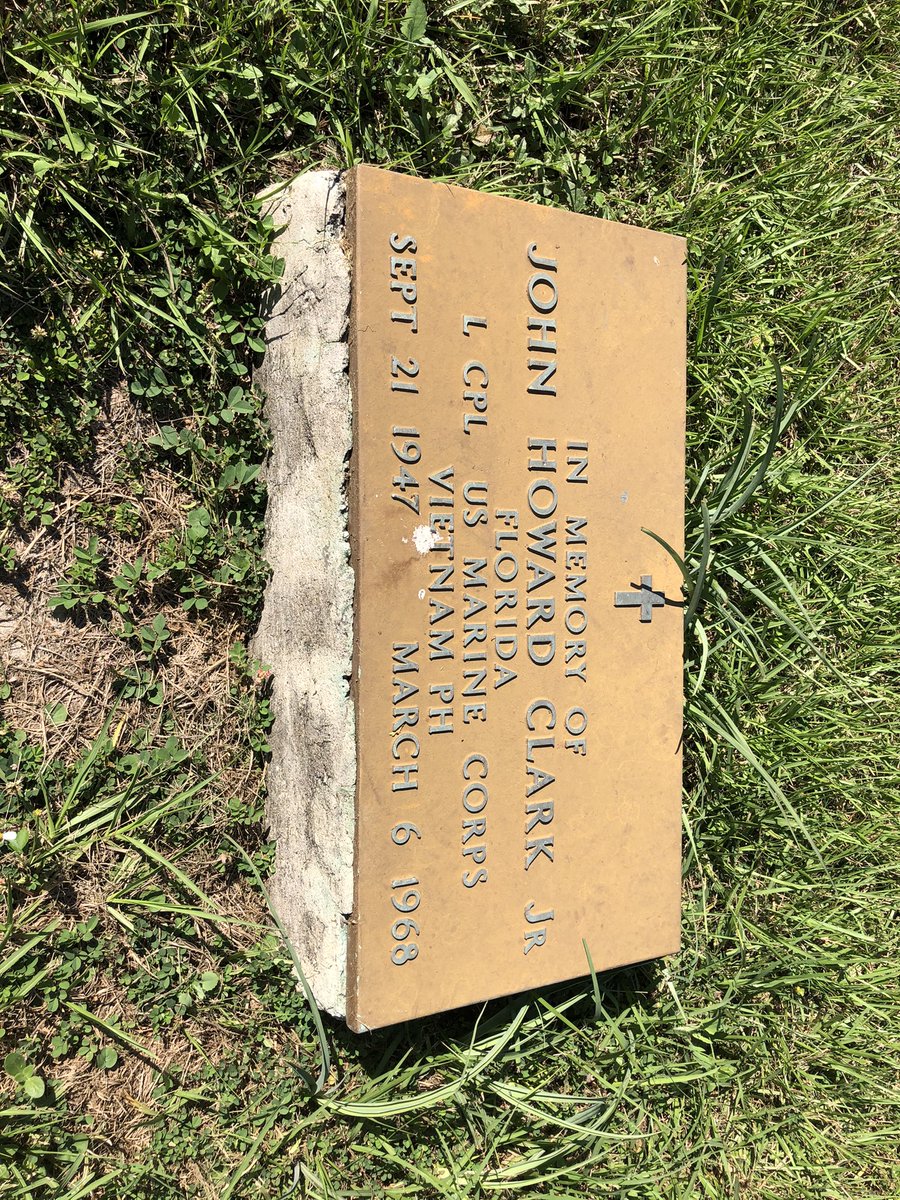 IN MEMORY OF
JOHN HOWARD CLARK JR
FLORIDA
L CPL US MARINE CORPS
VIETNAM PH
SEPT 21 1947 MARCH 6 1968